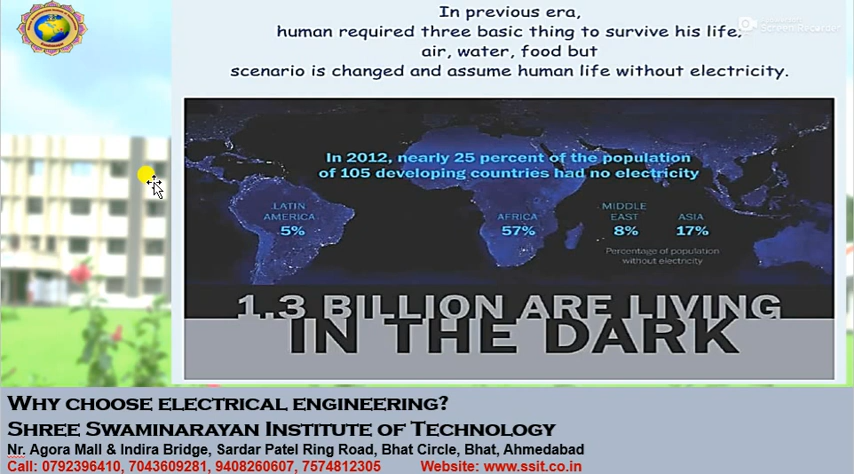 In previous era,
human required three basic thing to survive his life,
air, water, food but
scenario is changed and assume human life without electricity.
In 2012, nearly 25 percent of the population
of 105 developing countries had no electricity
LATIN
AMERICA
5%
AFRICA
57%
MIDDLE
EAST
8%
ASIA
17%
Percentage of population
without electricity
1.3 BILLION ARE LIVING
IN THE DARK
WHY CHOOSE ELECTRICAL ENGINEERING?
SHREE SWAMINARAYAN INSTITUTE OF TECHNOLOGY
Nr. Agora Mall & Indira Bridge, Sardar Patel Ring Road, Bhat Circle, Bhat, Ahmedabad
Call: 0792396410, 7043609281, 9408260607, 7574812305 Website: www.ssit.co.in